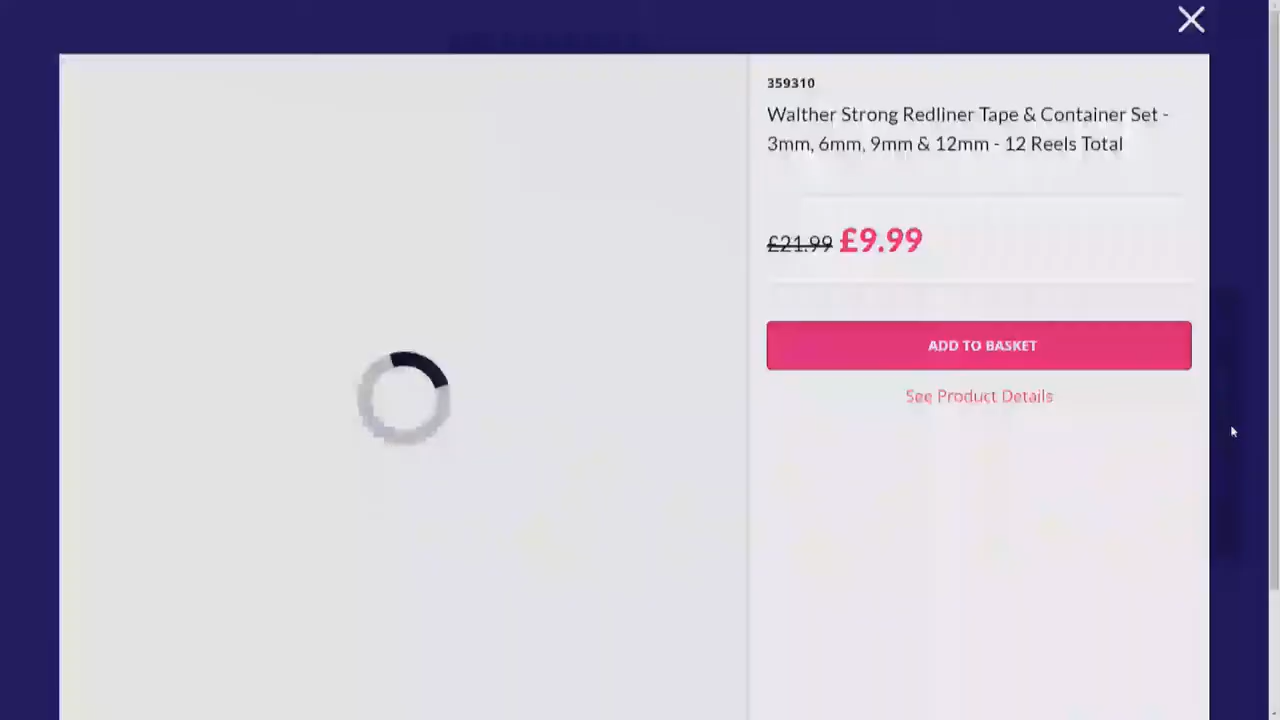 359310
Walther Strong Redliner Tape & Container Set -
3mm, 6mm, 9mm & 12mm - 12 Reels Total
£21.99 £9.99
ADD TO BASKET
See Product Details